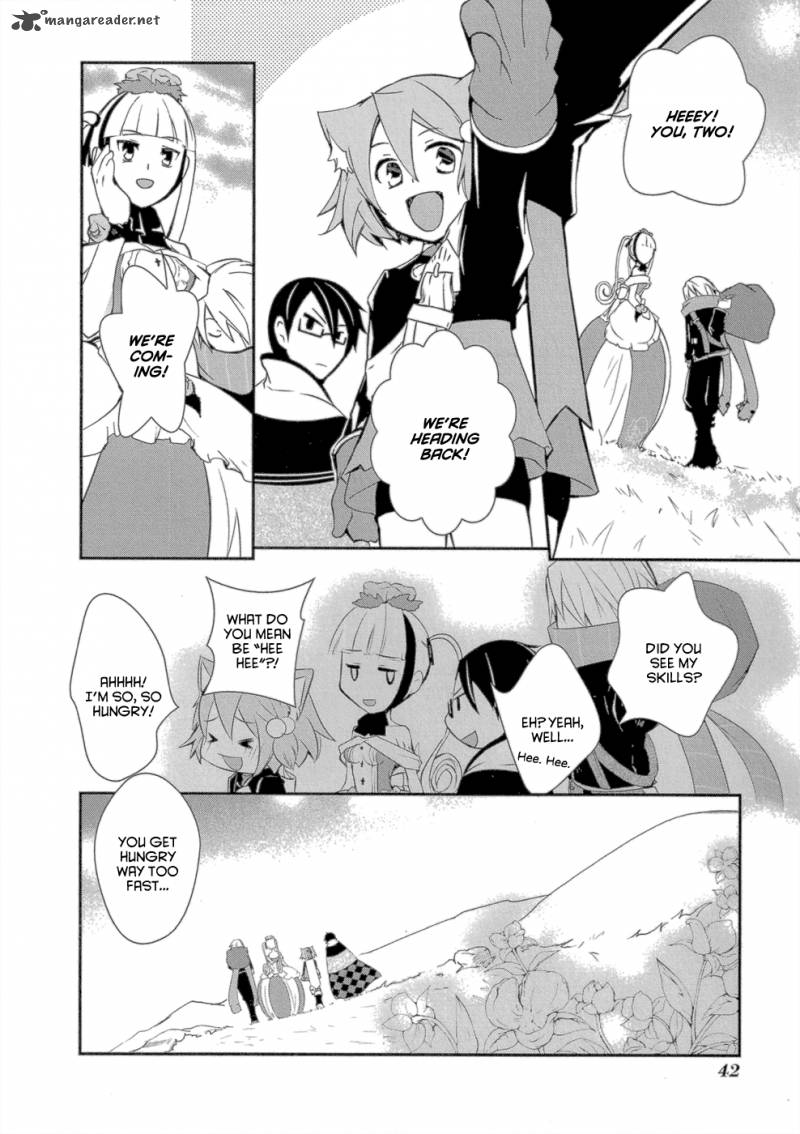 mangareader.net
HEEEY!
YOU, TWO!
WE'RE
HEADING
BACK!
WE'RE
COM-
ING!
DID YOU
SEE MY
SKILLS?
EH? YEAH,
WELL...
Hee. Hee.
WHAT DO
YOU MEAN
BE "HEE
HEE"?!
AHHHH!
I'M SO, SO
HUNGRY!
YOU GET
HUNGRY
WAY TOO
FAST...
42